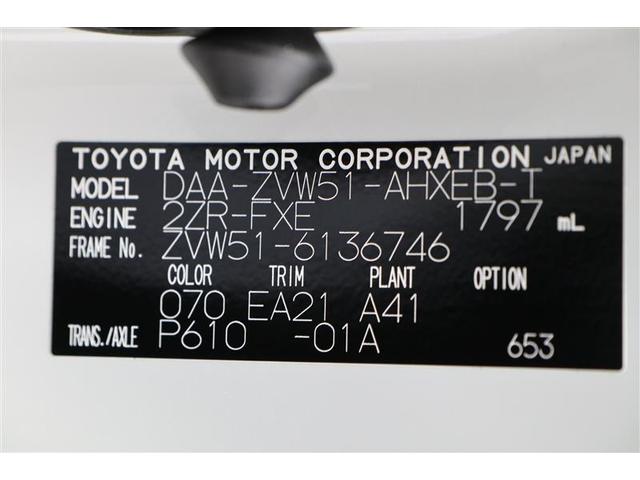 TOYOTA MOTOR CORPORATION JAPAN
MODEL DAA-ZVW51-AHXEB-T
ENGINE 2ZR-FXE 1797 mL
FRAME No. ZVW51-6136746
COLOR TRIM PLANT OPTION
070 EA21 A41
TRANS./AXLE P610 -01A 653